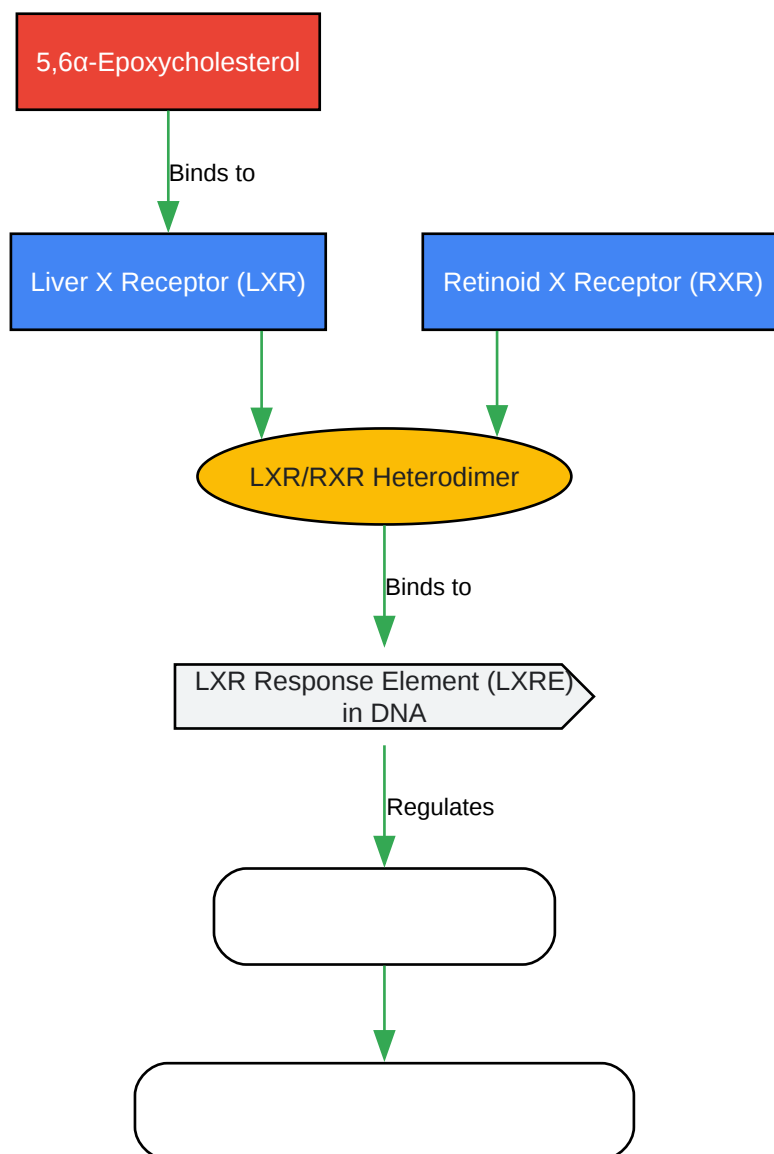 5,6α-Epoxycholesterol
Binds to
Liver X Receptor (LXR)
Retinoid X Receptor (RXR)
LXR/RXR Heterodimer
Binds to
LXR Response Element (LXRE)
in DNA
Regulates